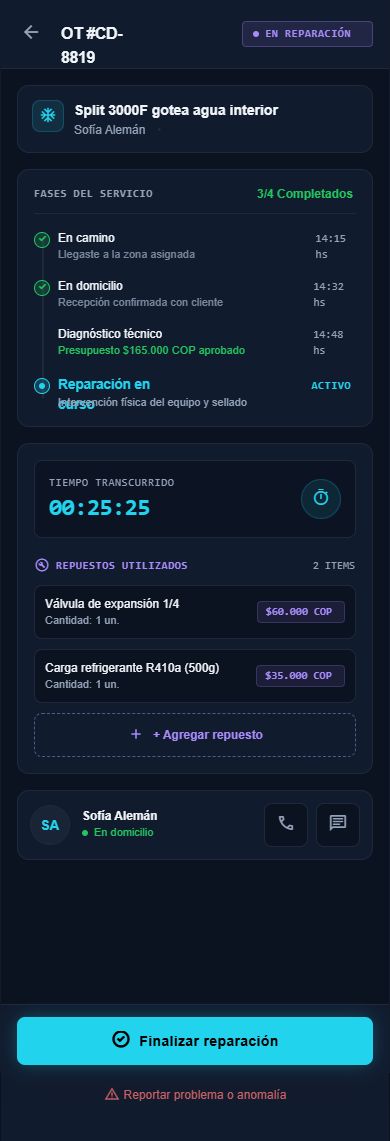 OT #CD-
8819
EN REPARACIÓN
Split 3000F gotea agua interior
Sofía Alemán
FASES DEL SERVICIO
3/4 Completados
En camino
14:15
Llegaste a la zona asignada
hs
En domicilio
14:32
Recepción confirmada con cliente
hs
Diagnóstico técnico
14:48
Presupuesto $165.000 COP aprobado
hs
Reparación en
ACTIVO
curso
Intervención física del equipo y sellado
TIEMPO TRANSCURRIDO
00:25:25
REPUESTOS UTILIZADOS
2 ITEMS
Válvula de expansión 1/4
Cantidad: 1 un.
$60.000 COP
Carga refrigerante R410a (500g)
Cantidad: 1 un.
$35.000 COP
+ Agregar repuesto
SA
Sofía Alemán
En domicilio
Finalizar reparación
Reportar problema o anomalía